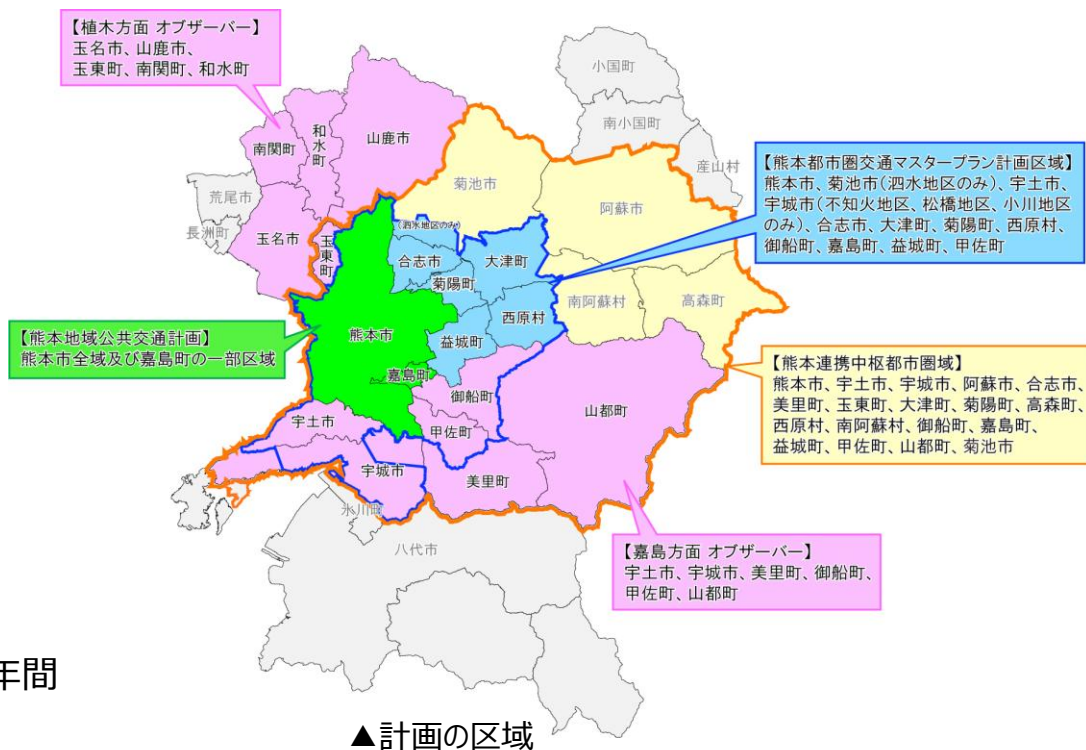 【植木方面 オブザーバー】
玉名市、山鹿市、
玉東町、南関町、和水町
小国町
南小国町
産山村
和水町
山鹿市
南関町
荒尾市
長洲町
玉名市
玉東町
菊池市
阿蘇市
【熊本都市圏交通マスタープラン計画区域】
熊本市、菊池市(泗水地区のみ)、宇土市、
宇城市(不知火地区、松橋地区、小川地区
のみ)、合志市、大津町、菊陽町、西原村、
御船町、嘉島町、益城町、甲佐町
(泗水地区のみ)
合志市
大津町
菊陽町
南阿蘇村
高森町
西原村
熊本市
益城町
【熊本地域公共交通計画】
熊本市全域及び嘉島町の一部区域
嘉島町
御船町
山都町
甲佐町
宇土市
宇城市
美里町
【熊本連携中枢都市圏域】
熊本市、宇土市、宇城市、阿蘇市、合志市、
美里町、玉東町、大津町、菊陽町、高森町、
西原村、南阿蘇村、御船町、嘉島町、
益城町、甲佐町、山都町、菊池市
氷川町
八代市
【嘉島方面 オブザーバー】
宇土市、宇城市、美里町、御船町、
甲佐町、山都町
年間
▲計画の区域